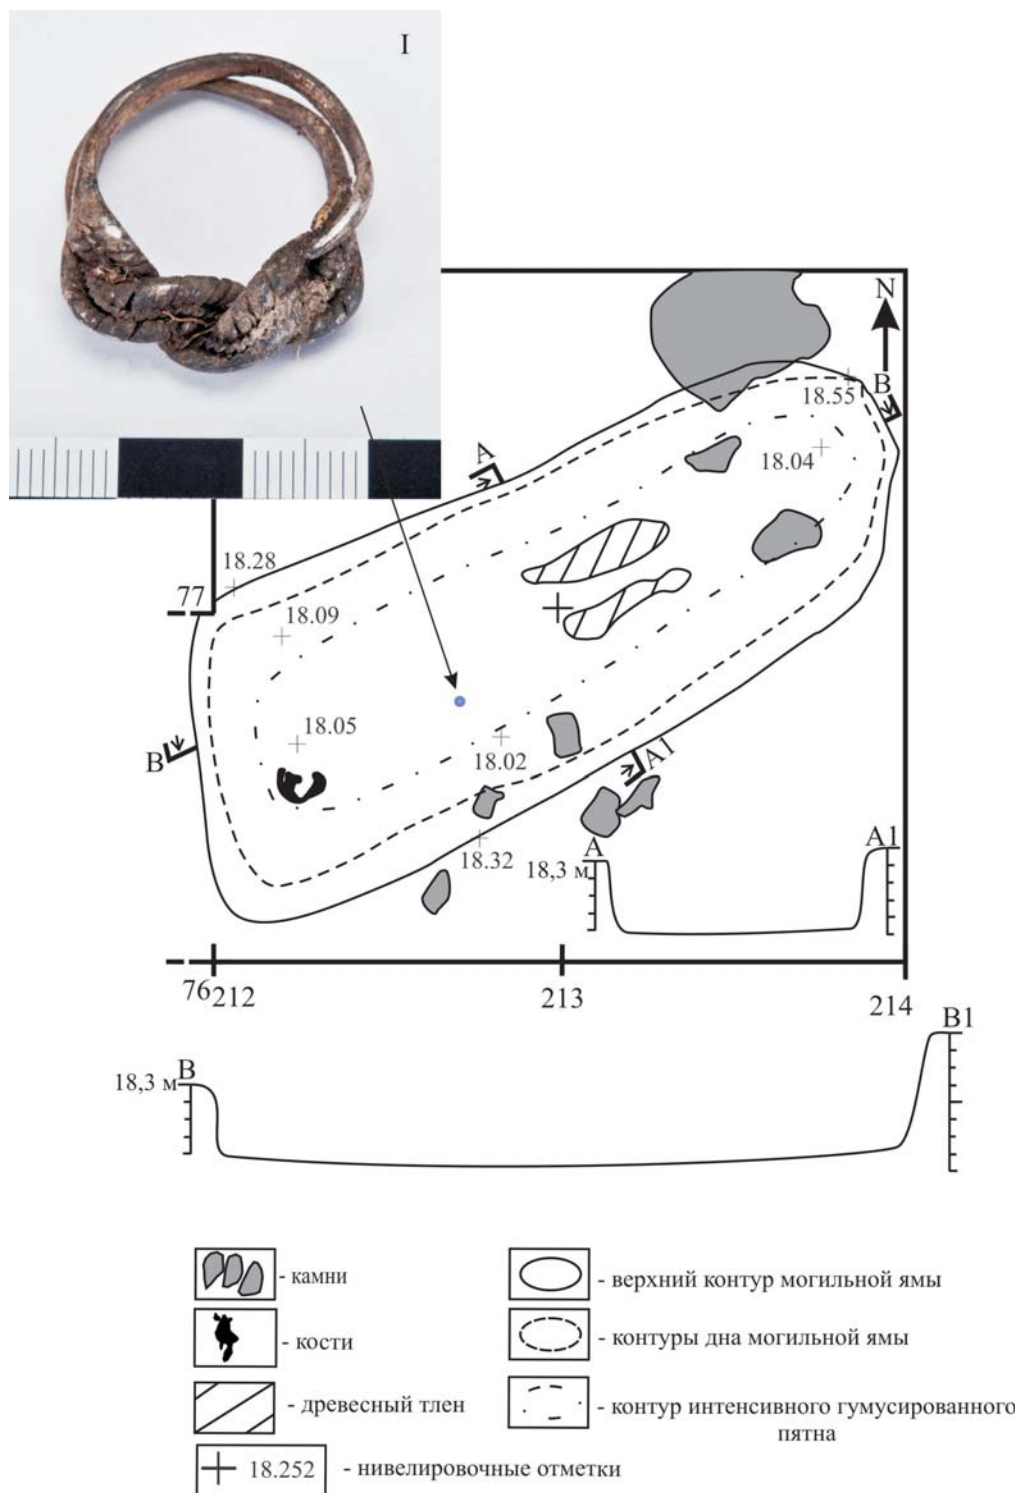 I
N
B
18.55
A
18.04
18.28
77
18.09
18.05
B
18.02
A1
18.32
A
18,3 м
A1
76
212
213
214
B1
B
18,3 м
- камни
- верхний контур могильной ямы
- кости
- контуры дна могильной ямы
- древесный тлен
- контур интенсивного гумусированного
пятна
18.252
- нивелировочные отметки